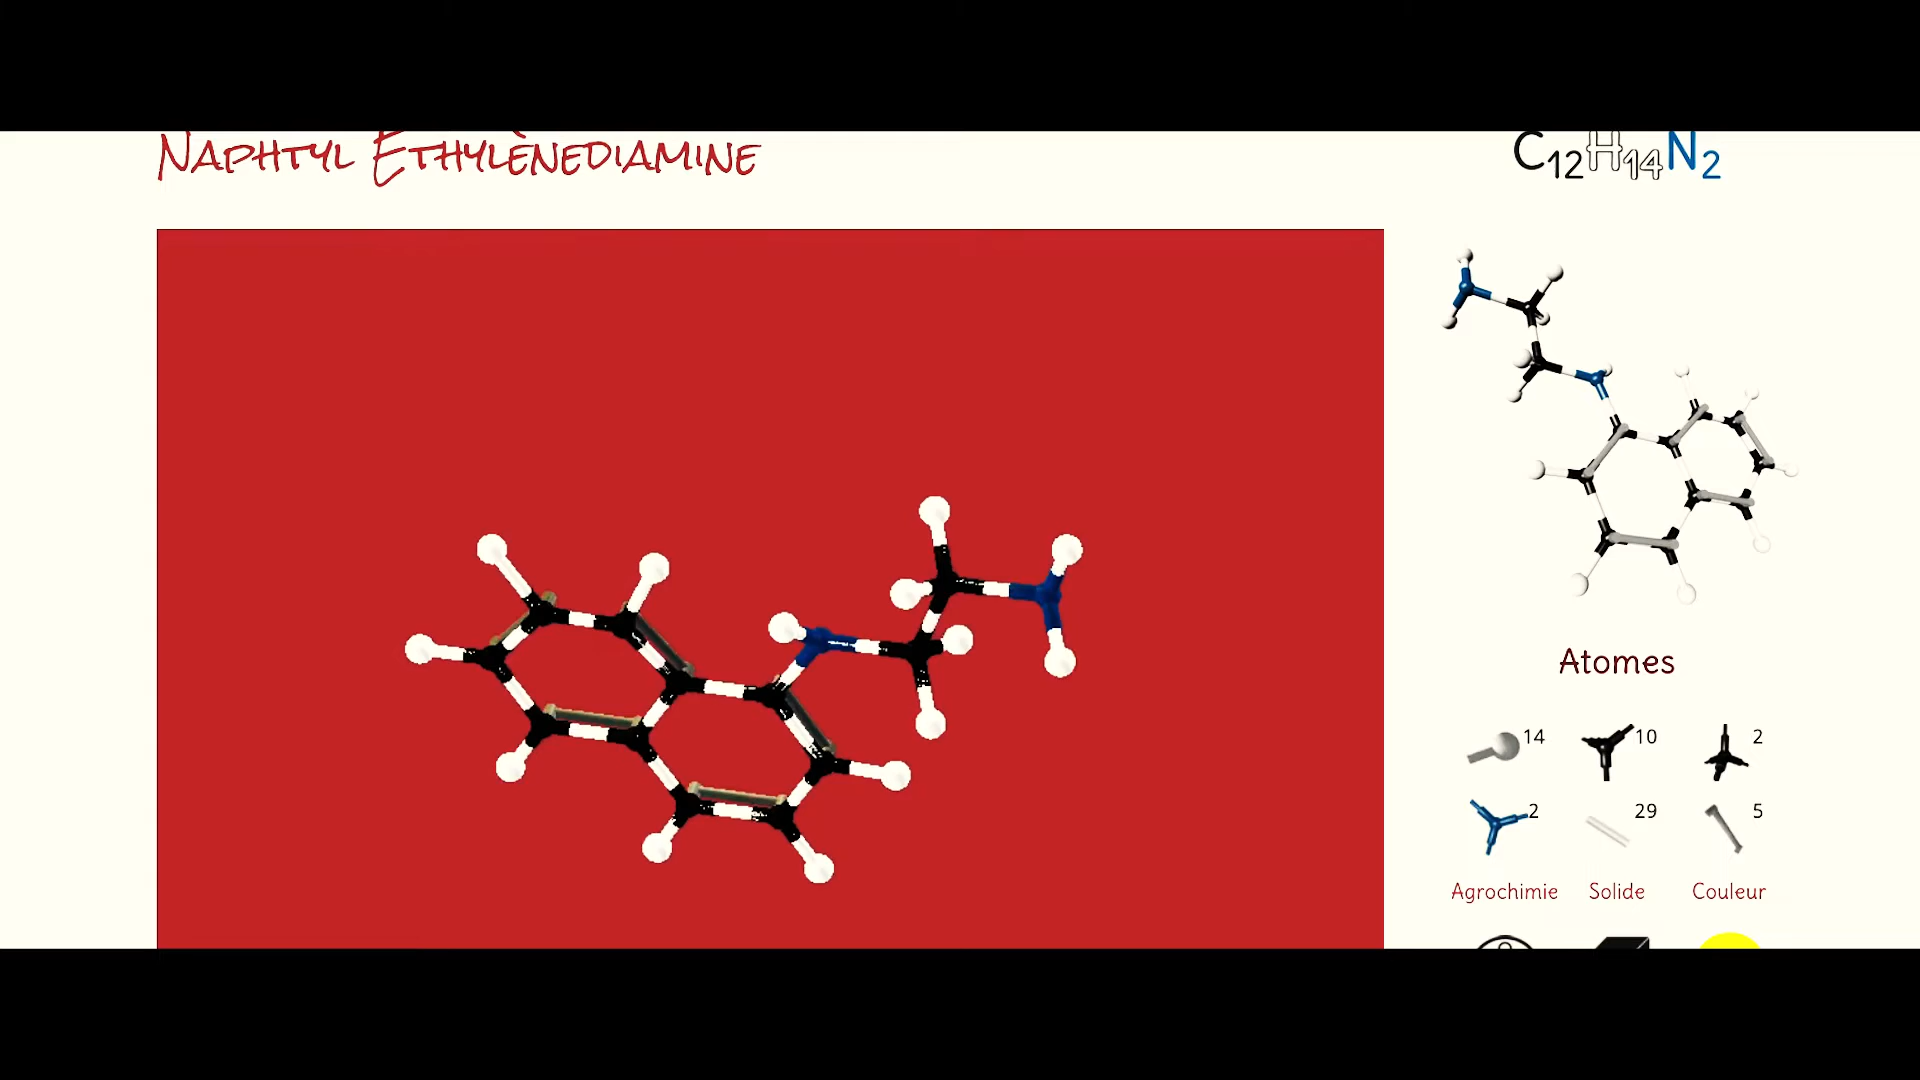 Naphtyl Ethylènediamine
C12H14N2
Atomes
14 10 2
2 29 5
Agrochimie Solide Couleur